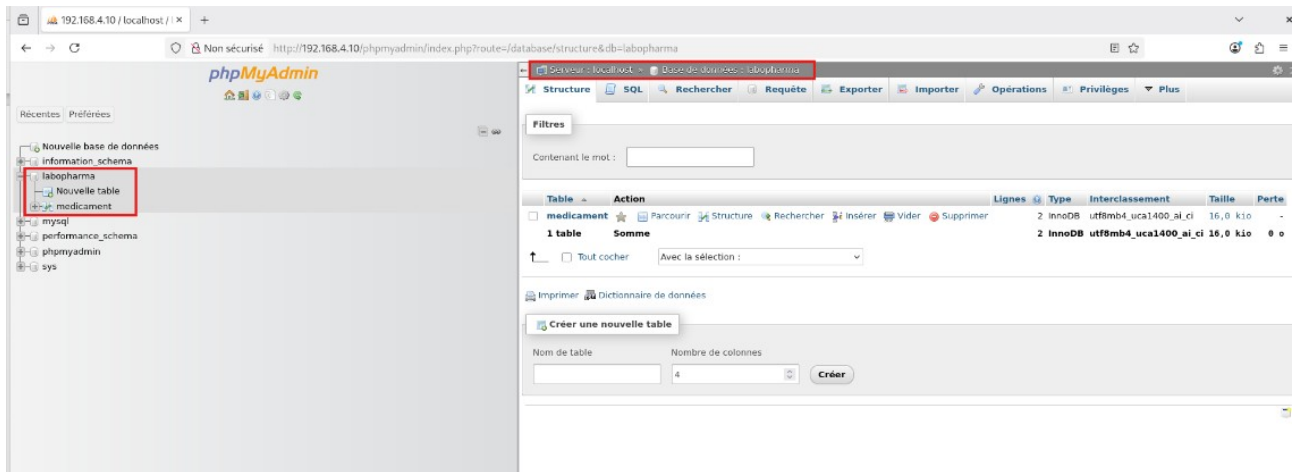 192.168.4.10 / localhost /
Non sécurisé http://192.168.4.10/phpmyadmin/index.php?route=/database/structure&db=labopharma
phpMyAdmin
Récentes Préférées
Nouvelle base de données
information_schema
labopharma
Nouvelle table
medicament
mysql
performance_schema
phpmyadmin
sys
Serveur : localhost » Base de données : labopharma
Structure SQL Rechercher Requête Exporter Importer Opérations Privilèges Plus
Filtres
Contenant le mot :
Table Action Lignes Type Interclassement Taille Perte
medicament Parcourir Structure Rechercher Insérer Vider Supprimer 2 InnoDB utf8mb4_uca1400_ai_ci 16,0 kio -
1 table Somme 2 InnoDB utf8mb4_uca1400_ai_ci 16,0 kio 0 o
Tout cocher Avec la sélection :
Imprimer Dictionnaire de données
Créer une nouvelle table
Nom de table Nombre de colonnes
4 Créer